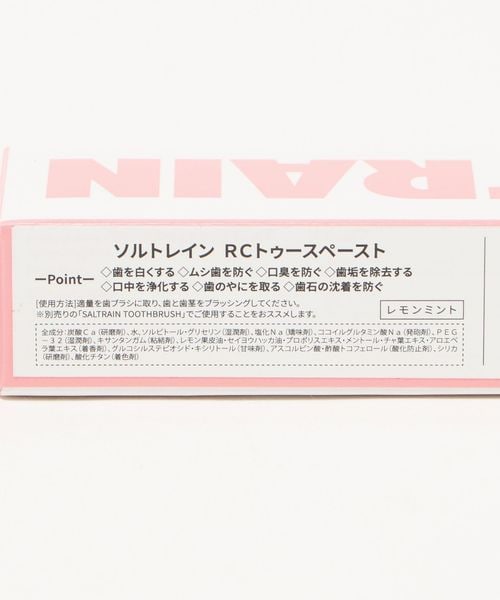 TRAIN
ソルトレイン RCトゥースペースト
ーPointー
◇歯を白くする ◇ムシ歯を防ぐ ◇口臭を防ぐ ◇歯垢を除去する
◇口中を浄化する ◇歯のやにを取る ◇歯石の沈着を防ぐ
[使用方法]適量を歯ブラシに取り、歯と歯茎をブラッシングしてください。
※別売りの「SALTRAIN TOOTHBRUSH」でご使用することをおススメします。
レモンミント
全成分:炭酸Ca(研磨剤)、水、ソルビトール・グリセリン(湿潤剤)、塩化Na(矯味剤)、ココイルグルタミン酸Na(発砲剤)、PEG
－32(湿潤剤)、キサンタンガム(粘結剤)、レモン果皮油・セイヨウハッカ油・プロポリスエキス・メントール・チャ葉エキス・アロエベ
ラ葉エキス(着香剤)、グルコシルステビオシド・キシリトール(甘味剤)、アスコルビン酸・酢酸トコフェロール(酸化防止剤)、シリカ
(研磨剤)、酸化チタン(着色剤)